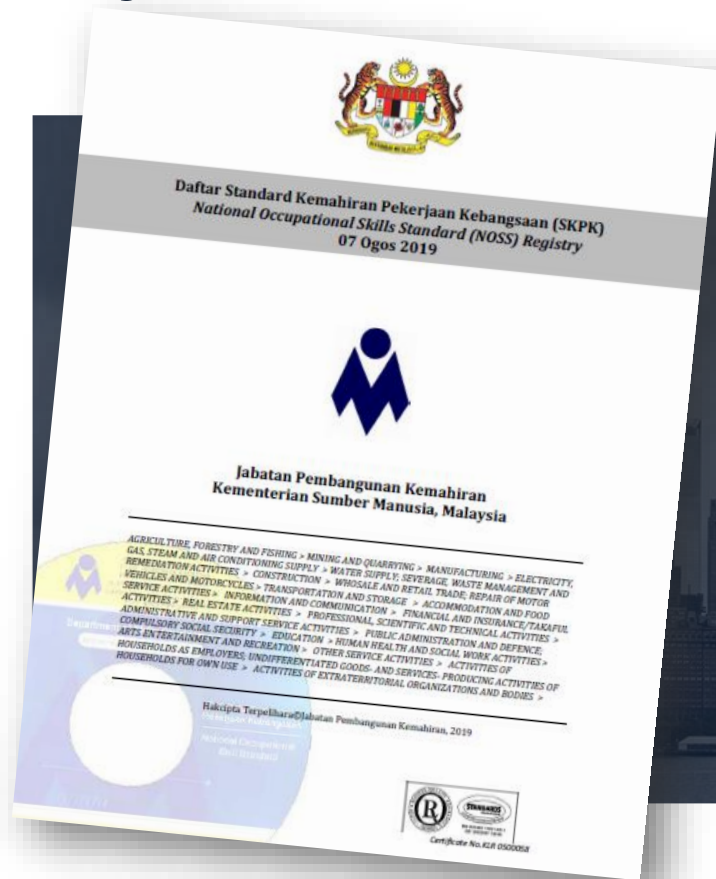 Daftar Standard Kemahiran Pekerjaan Kebangsaan (SKPK)
National Occupational Skills Standard (NOSS) Registry
07 Ogos 2019
Jabatan Pembangunan Kemahiran
Kementerian Sumber Manusia, Malaysia
AGRICULTURE, FORESTRY AND FISHING > MINING AND QUARRYING > MANUFACTURING > ELECTRICITY,
GAS, STEAM AND AIR CONDITIONING SUPPLY > WATER SUPPLY; SEVERAGE, WASTE MANAGEMENT AND
REMEDIATION ACTIVITIES > CONSTRUCTION > WHOSALE AND RETAIL TRADE; REPAIR OF MOTOR
VEHICLES AND MOTORCYCLES > TRANSPORTATION AND STORAGE > ACCOMMODATION AND FOOD
SERVICE ACTIVITIES > INFORMATION AND COMMUNICATION > FINANCIAL AND INSURANCE/TAKAFUL
ACTIVITIES > REAL ESTATE ACTIVITIES > PROFESSIONAL, SCIENTIFIC AND TECHNICAL ACTIVITIES >
ADMINISTRATIVE AND SUPPORT SERVICE ACTIVITIES > PUBLIC ADMINISTRATION AND DEFENCE;
COMPULSORY SOCIAL SECURITY > EDUCATION > HUMAN HEALTH AND SOCIAL WORK ACTIVITIES >
ARTS ENTERTAINMENT AND RECREATION > OTHER SERVICE ACTIVITIES > ACTIVITIES OF
HOUSEHOLDS AS EMPLOYERS; UNDIFFERENTIATED GOODS- AND SERVICES- PRODUCING ACTIVITIES OF
HOUSEHOLDS FOR OWN USE > ACTIVITIES OF EXTRATERRITORIAL ORGANIZATIONS AND BODIES >
Hakcipta Terpelihara©Jabatan Pembangunan Kemahiran, 2019
National Occupational
Skill Standard
R
STANDARDS
Certificate No. KLR 0500058